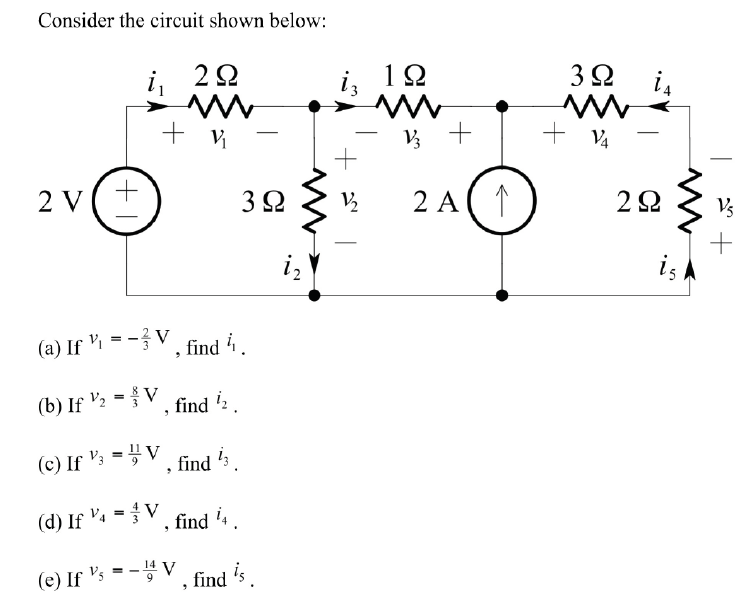 Consider the circuit shown below:
i₁ 2 Ω i₃ 1 Ω 3 Ω i₄
+ v₁ − − v₃ + + v₄ −
2 V + − 3 Ω + v₂ − 2 A ↑ 2 Ω − v₅ +
i₂ i₅
(a) If v₁ = −2/3 V , find i₁ .
(b) If v₂ = 8/3 V , find i₂ .
(c) If v₃ = 11/9 V , find i₃ .
(d) If v₄ = 4/3 V , find i₄ .
(e) If v₅ = −14/9 V , find i₅ .